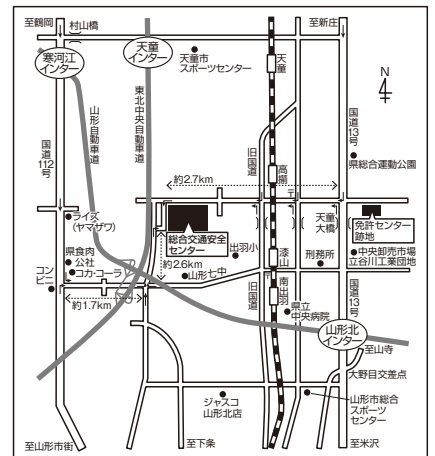 至鶴岡
村山橋
至新庄
寒河江
インター
天童
インター
天童市
スポーツセンター
天童
N
4
山形自動車道
東北中央自動車道
国道13号
旧国道
国道112号
県総合運動公園
約2.7km
高擶
〒
ライズ
(ヤマザワ)
総合交通安全
センター
出羽小
天童
大橋
免許センター
跡地
県食肉
公社
コカ・コーラ
コン
ビニ
約2.6km
山形七中
漆山
刑務所
中央卸売市場
立谷川工業団地
〒
南出羽
旧国道
県立
中央病院
国道13号
約1.7km
山形北
インター
至山寺
大野目交差点
ジャスコ
山形北店
山形市総合
スポーツ
センター
至山形市街
至下条
至米沢